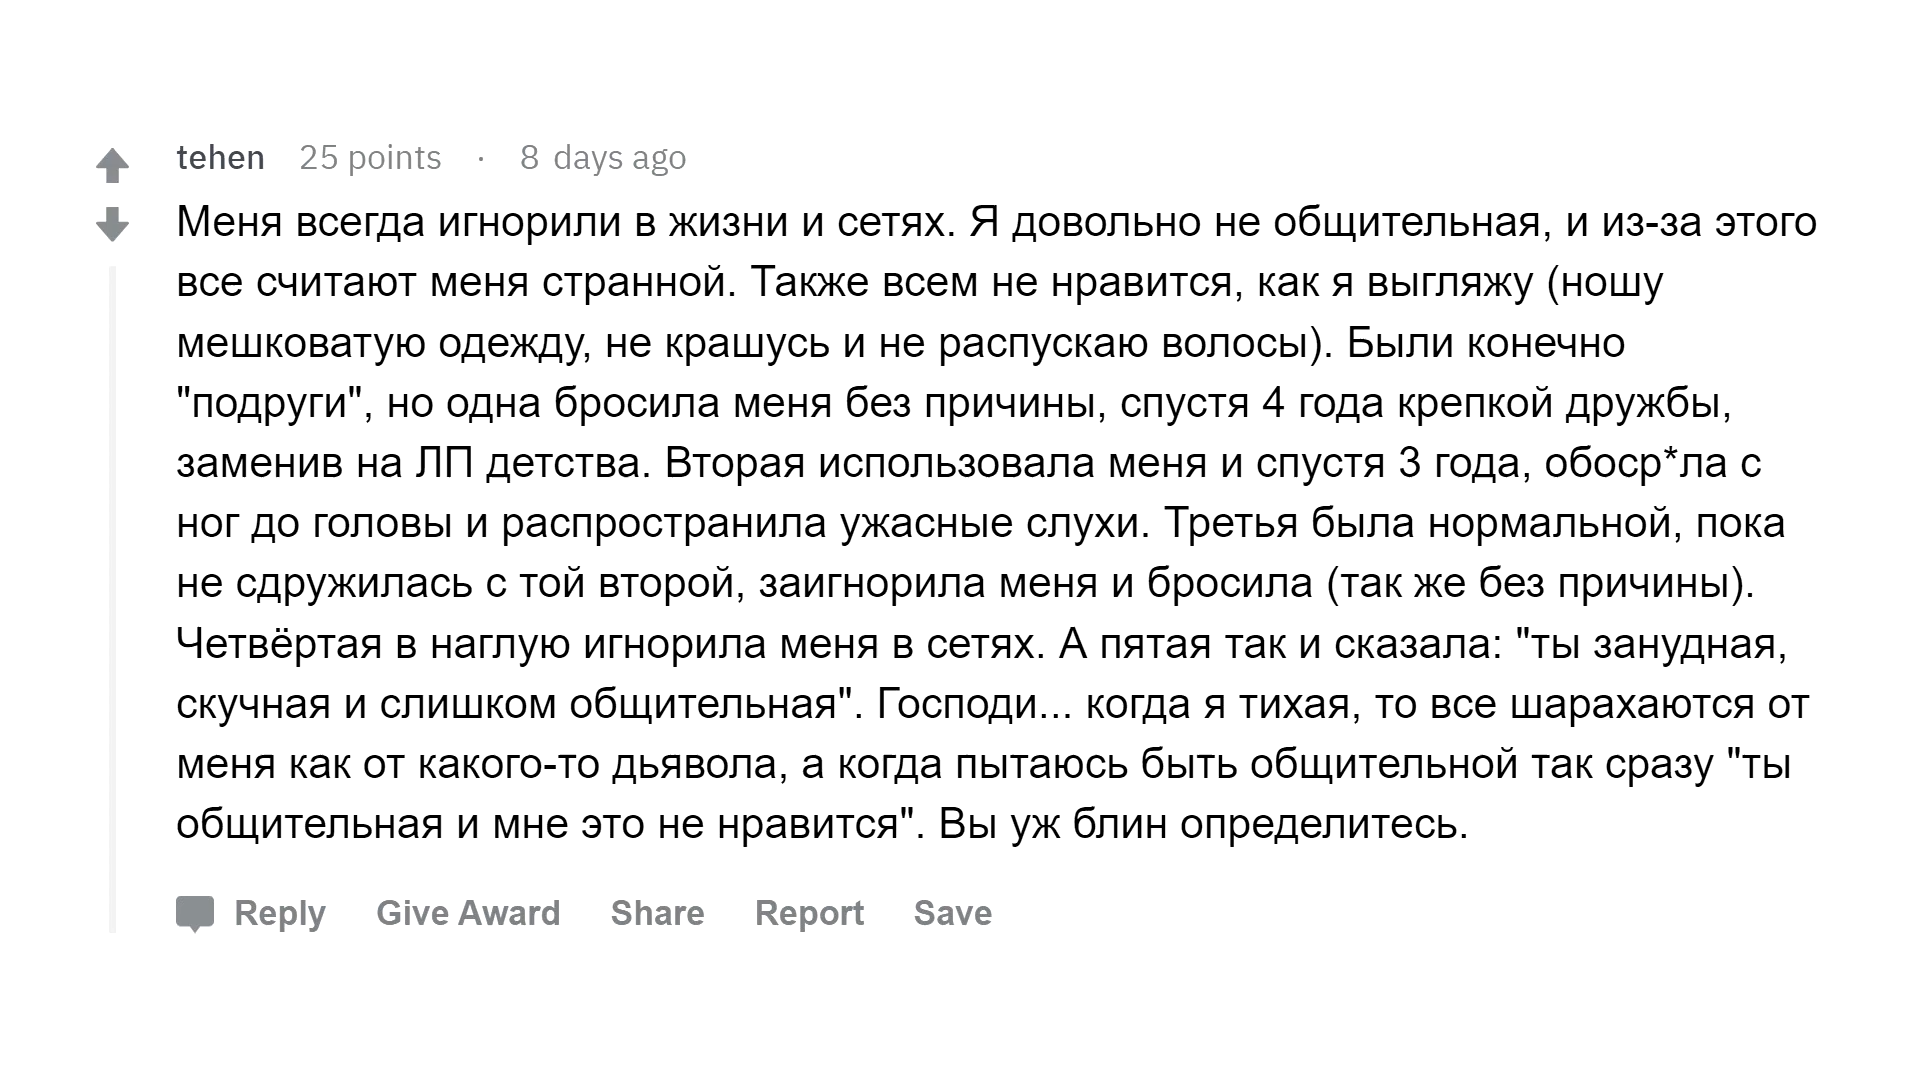 tehen 25 points · 8 days ago
Меня всегда игнорили в жизни и сетях. Я довольно не общительная, и из-за этого
все считают меня странной. Также всем не нравится, как я выгляжу (ношу
мешковатую одежду, не крашусь и не распускаю волосы). Были конечно
"подруги", но одна бросила меня без причины, спустя 4 года крепкой дружбы,
заменив на ЛП детства. Вторая использовала меня и спустя 3 года, обоср*ла с
ног до головы и распространила ужасные слухи. Третья была нормальной, пока
не сдружилась с той второй, заигнорила меня и бросила (так же без причины).
Четвёртая в наглую игнорила меня в сетях. А пятая так и сказала: "ты занудная,
скучная и слишком общительная". Господи... когда я тихая, то все шарахаются от
меня как от какого-то дьявола, а когда пытаюсь быть общительной так сразу "ты
общительная и мне это не нравится". Вы уж блин определитесь.
Reply Give Award Share Report Save